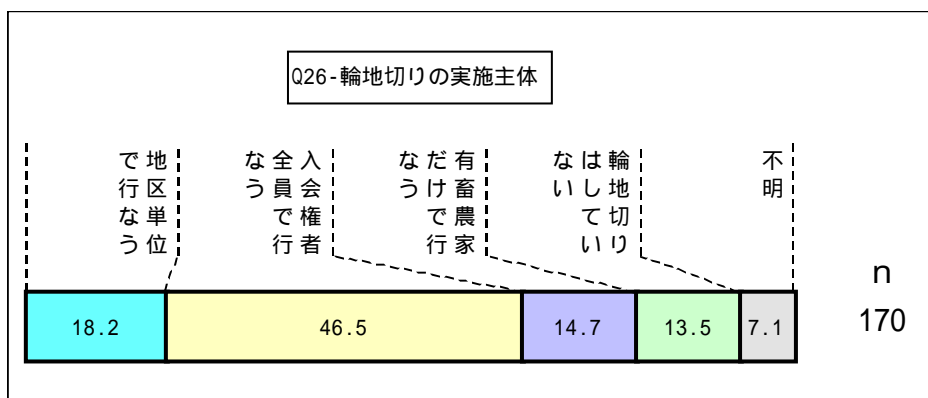 Q26-輪地切りの実施主体
地区単位
で行なう
入会権者
全員で行
なう
有畜農家
だけで行
なう
輪地切り
はしてい
ない
不明
18.2
46.5
14.7
13.5
7.1
n
170